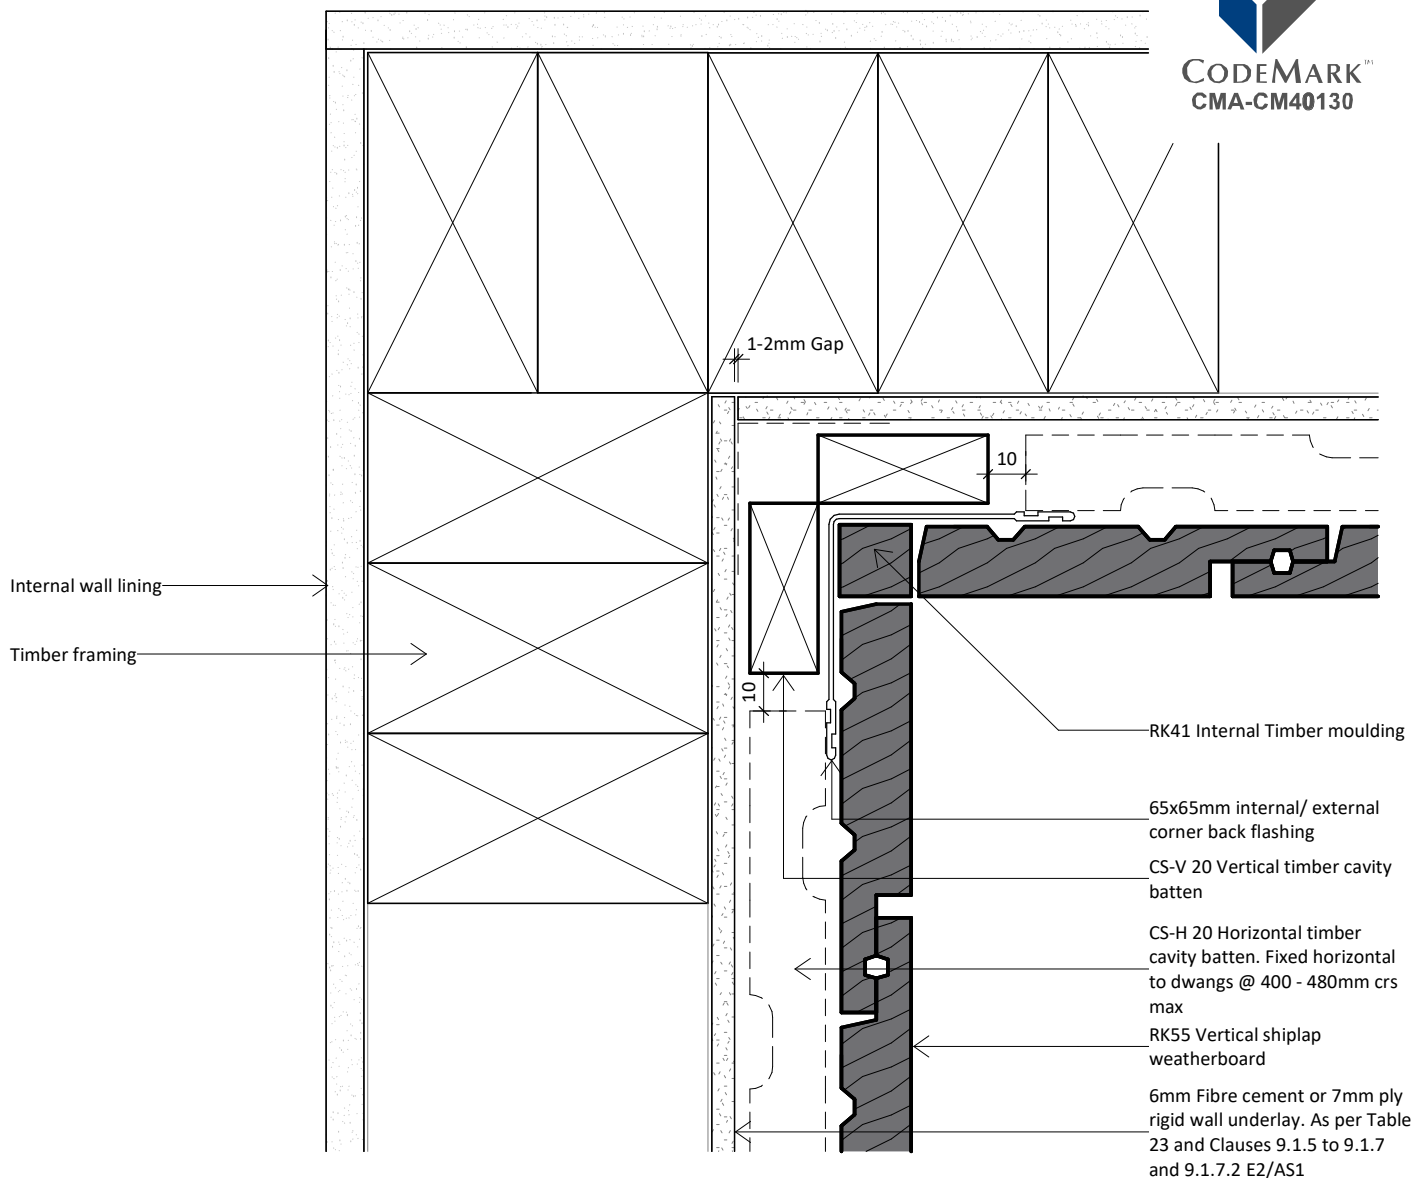 CODEMARK™
CMA-CM40130
1-2mm Gap
10
Internal wall lining
Timber framing
10
RK41 Internal Timber moulding
65x65mm internal/ external
corner back flashing
CS-V 20 Vertical timber cavity
batten
CS-H 20 Horizontal timber
cavity batten. Fixed horizontal
to dwangs @ 400 - 480mm crs
max
RK55 Vertical shiplap
weatherboard
6mm Fibre cement or 7mm ply
rigid wall underlay. As per Table
23 and Clauses 9.1.5 to 9.1.7
and 9.1.7.2 E2/AS1